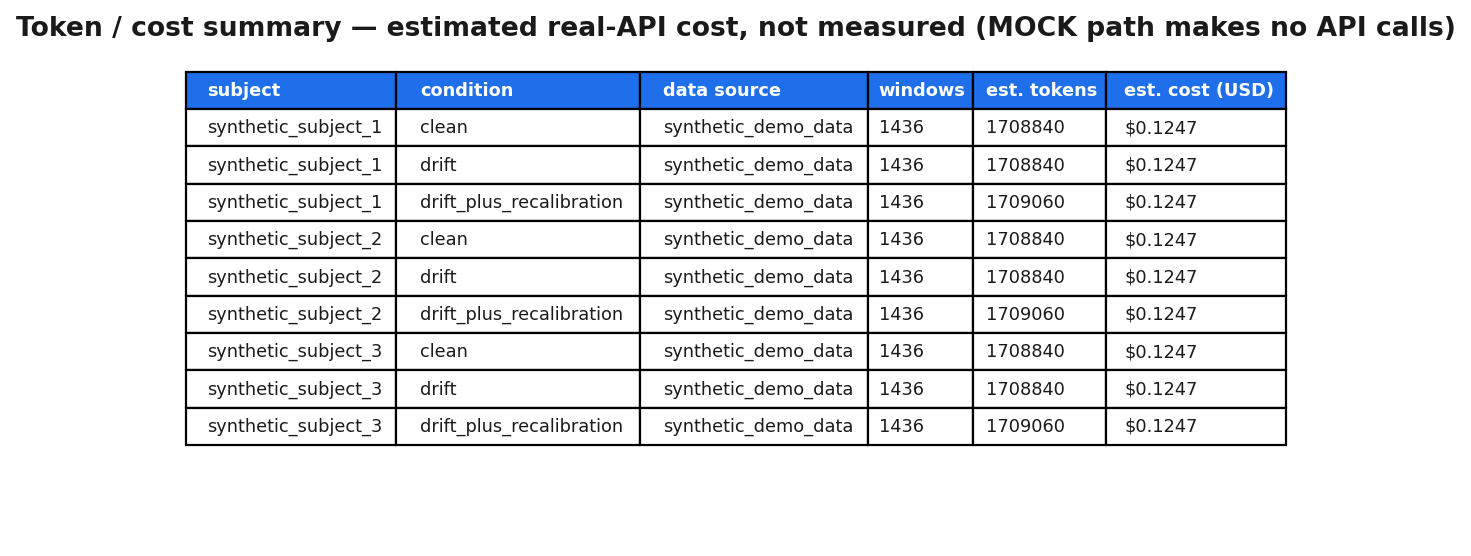 Token / cost summary — estimated real-API cost, not measured (MOCK path makes no API calls)
subject condition data source windows est. tokens est. cost (USD)
synthetic_subject_1 clean synthetic_demo_data 1436 1708840 $0.1247
synthetic_subject_1 drift synthetic_demo_data 1436 1708840 $0.1247
synthetic_subject_1 drift_plus_recalibration synthetic_demo_data 1436 1709060 $0.1247
synthetic_subject_2 clean synthetic_demo_data 1436 1708840 $0.1247
synthetic_subject_2 drift synthetic_demo_data 1436 1708840 $0.1247
synthetic_subject_2 drift_plus_recalibration synthetic_demo_data 1436 1709060 $0.1247
synthetic_subject_3 clean synthetic_demo_data 1436 1708840 $0.1247
synthetic_subject_3 drift synthetic_demo_data 1436 1708840 $0.1247
synthetic_subject_3 drift_plus_recalibration synthetic_demo_data 1436 1709060 $0.1247